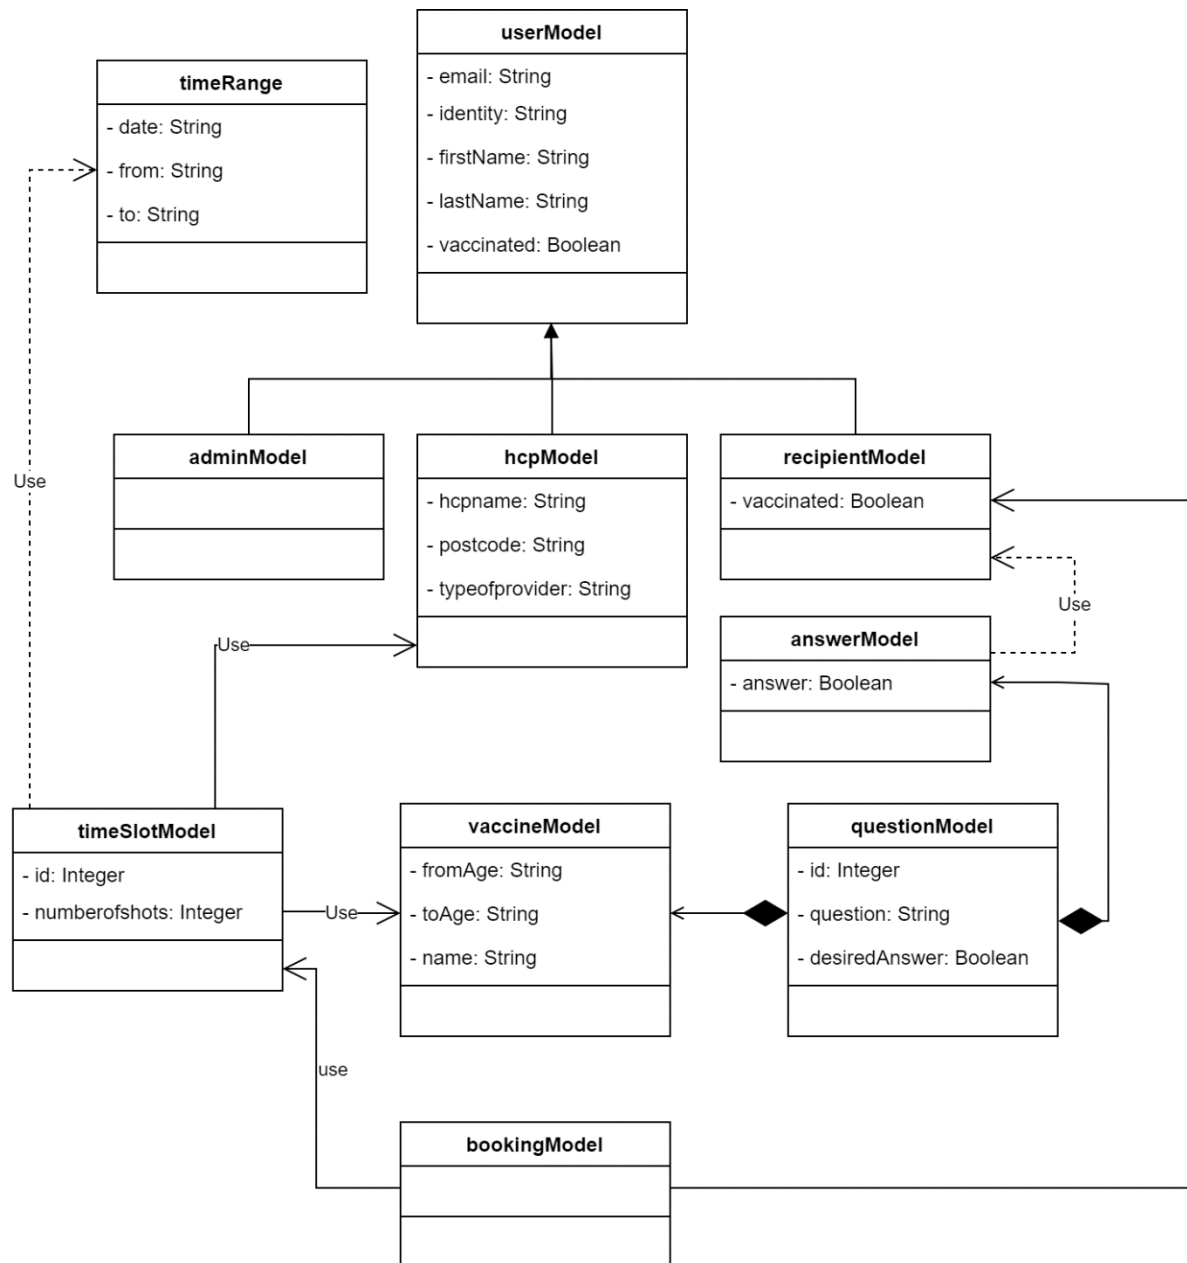 userModel
- email: String
- identity: String
- firstName: String
- lastName: String
- vaccinated: Boolean
timeRange
- date: String
- from: String
- to: String
Use
adminModel
hcpModel
- hcpname: String
- postcode: String
- typeofprovider: String
recipientModel
- vaccinated: Boolean
Use
Use
answerModel
- answer: Boolean
timeSlotModel
- id: Integer
- numberofshots: Integer
Use
vaccineModel
- fromAge: String
- toAge: String
- name: String
questionModel
- id: Integer
- question: String
- desiredAnswer: Boolean
use
bookingModel